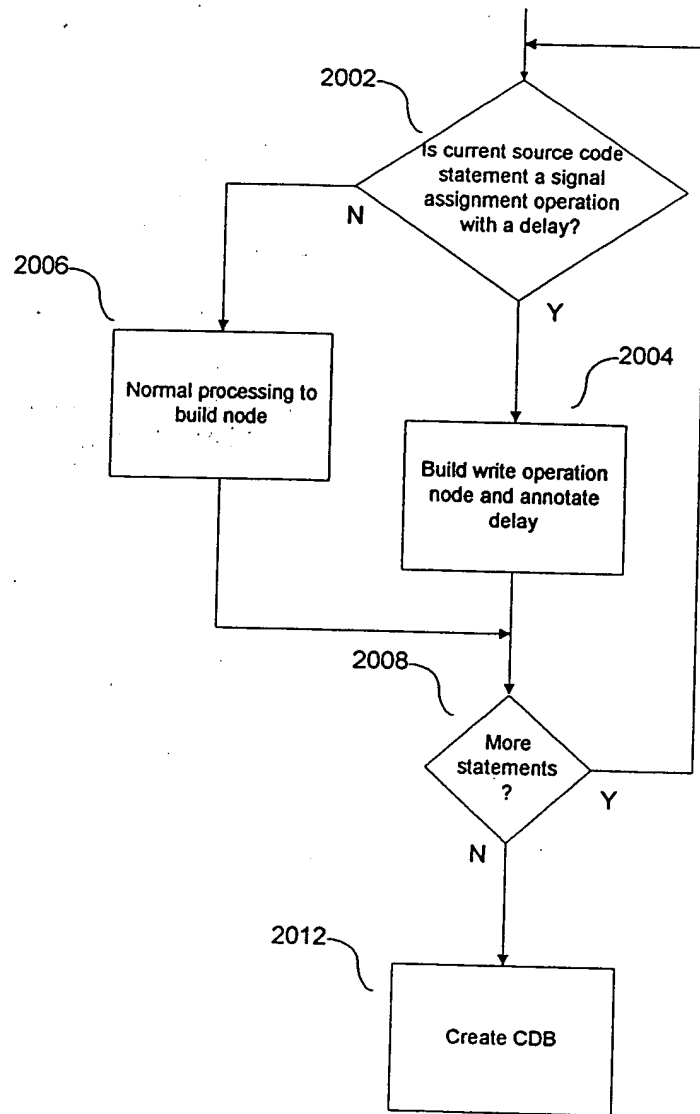 2002
Is current source code
statement a signal
assignment operation
with a delay?
N
Y
2006
Normal processing to
build node
2004
Build write operation
node and annotate
delay
2008
More
statements
?
Y
N
2012
Create CDB